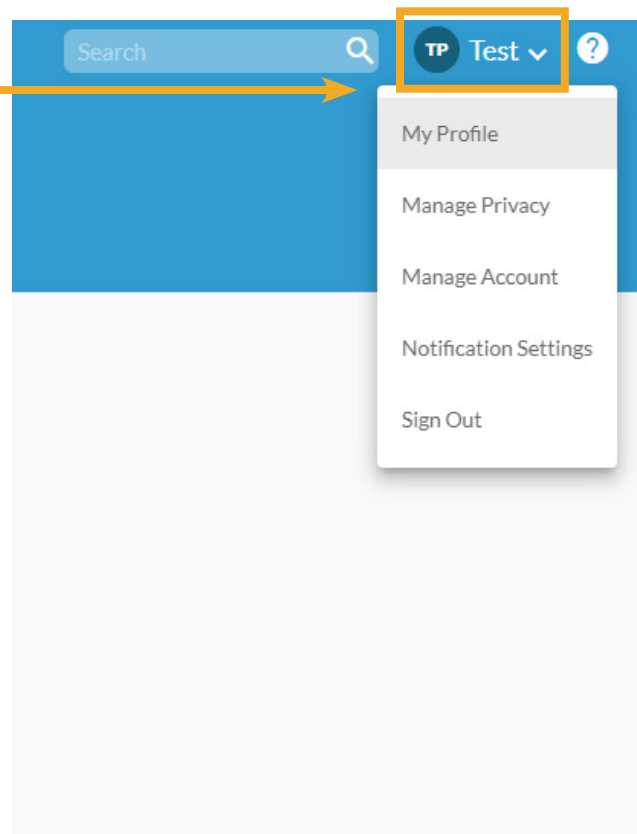 Search
TP Test
?
My Profile
Manage Privacy
Manage Account
Notification Settings
Sign Out